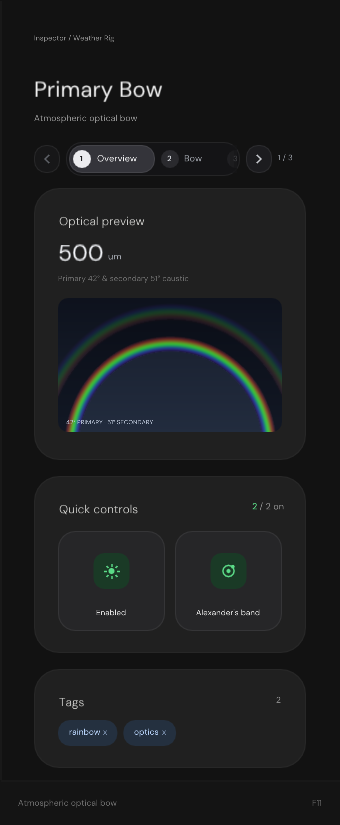 Inspector / Weather Rig
Primary Bow
Atmospheric optical bow
1 Overview 2 Bow 3 1 / 3
Optical preview
500 um
Primary 42° & secondary 51° caustic
42° PRIMARY 51° SECONDARY
Quick controls 2 / 2 on
Enabled Alexander's band
Tags 2
rainbow x optics x
Atmospheric optical bow F11